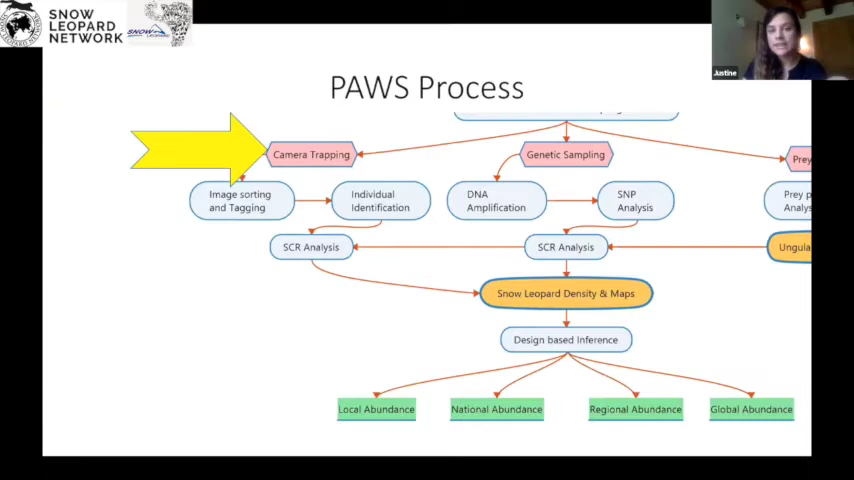 SNOW
LEOPARD
NETWORK
SNOW
Justine
PAWS Process
Camera Trapping
Genetic Sampling
Prey
Image sorting
and Tagging
Individual
Identification
DNA
Amplification
SNP
Analysis
Prey p
Analys
SCR Analysis
SCR Analysis
Ungula
Snow Leopard Density & Maps
Design based Inference
Local Abundance
National Abundance
Regional Abundance
Global Abundance